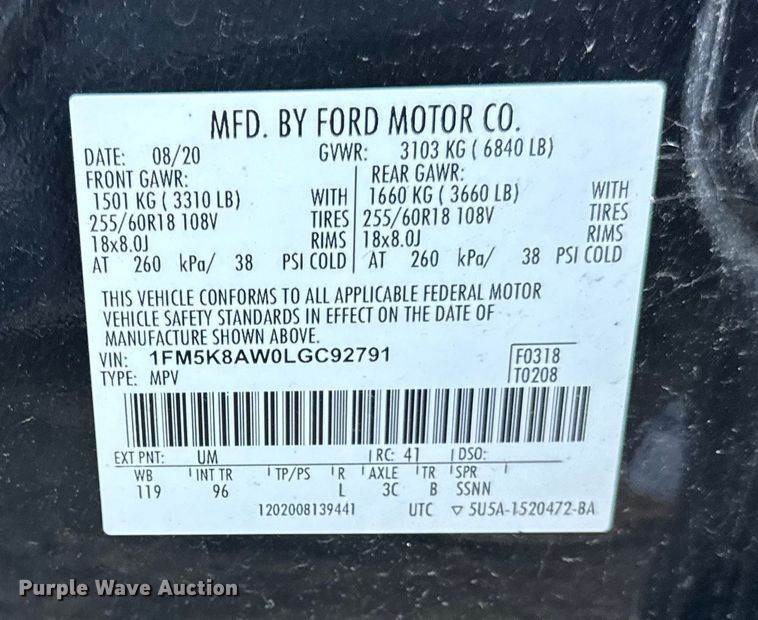 MFD. BY FORD MOTOR CO.
DATE: 08/20 GVWR: 3103 KG ( 6840 LB)
FRONT GAWR: REAR GAWR:
1501 KG ( 3310 LB) WITH 1660 KG ( 3660 LB) WITH
255/60R18 108V TIRES 255/60R18 108V TIRES
18x8.0J RIMS 18x8.0J RIMS
AT 260 kPa/ 38 PSI COLD AT 260 kPa/ 38 PSI COLD
THIS VEHICLE CONFORMS TO ALL APPLICABLE FEDERAL MOTOR
VEHICLE SAFETY STANDARDS IN EFFECT ON THE DATE OF
MANUFACTURE SHOWN ABOVE.
VIN: 1FM5K8AW0LGC92791 F0318
TYPE: MPV T0208
EXT PNT: UM RC: 41 DSO:
WB INT TR TP/PS R AXLE TR SPR
119 96 L 3C B SSNN
1202008139441 UTC ▽ 5U5A-1520472-BA
Purple Wave Auction